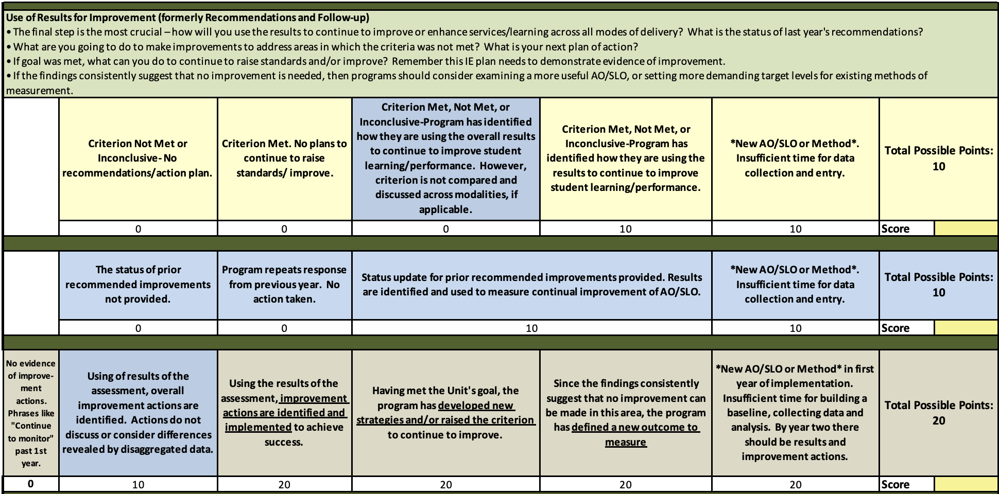 Use of Results for Improvement (formerly Recommendations and Follow-up)
• The final step is the most crucial – how will you use the results to continue to improve or enhance services/learning across all modes of delivery? What is the status of last year's recommendations?
• What are you going to do to make improvements to address areas in which the criteria was not met? What is your next plan of action?
• If goal was met, what can you do to continue to raise standards and/or improve? Remember this IE plan needs to demonstrate evidence of improvement.
• If the findings consistently suggest that no improvement is needed, then programs should consider examining a more useful AO/SLO, or setting more demanding target levels for existing methods of
measurement.
Criterion Not Met or
Inconclusive- No
recommendations/action plan.
Criterion Met. No plans to
continue to raise
standards/ improve.
Criterion Met, Not Met, or
Inconclusive-Program has identified
how they are using the overall results
to continue to improve student
learning/performance. However,
criterion is not compared and
discussed across modalities, if
applicable.
Criterion Met, Not Met, or
Inconclusive-Program has
identified how they are using the
results to continue to improve
student learning/performance.
*New AO/SLO or Method*.
Insufficient time for data
collection and entry.
Total Possible Points:
10
0
0
0
10
10
Score
The status of prior
recommended improvements
not provided.
Program repeats response
from previous year. No
action taken.
Status update for prior recommended improvements provided. Results
are identified and used to measure continual improvement of AO/SLO.
*New AO/SLO or Method*.
Insufficient time for data
collection and entry.
Total Possible Points:
10
0
0
10
10
Score
No evidence
of improve-
ment
actions.
Phrases like
"Continue
to monitor"
past 1st
year.
Using of results of the
assessment, overall
improvement actions are
identified. Actions do not
discuss or consider differences
revealed by disaggregated data.
Using the results of the
assessment, improvement
actions are identified and
implemented to achieve
success.
Having met the Unit's goal, the
program has developed new
strategies and/or raised the criterion
to continue to improve.
Since the findings consistently
suggest that no improvement can
be made in this area, the program
has defined a new outcome to
measure
*New AO/SLO or Method* in first
year of implementation.
Insufficient time for building a
baseline, collecting data and
analysis. By year two there
should be results and
improvement actions.
Total Possible Points:
20
0
10
20
20
20
20
Score